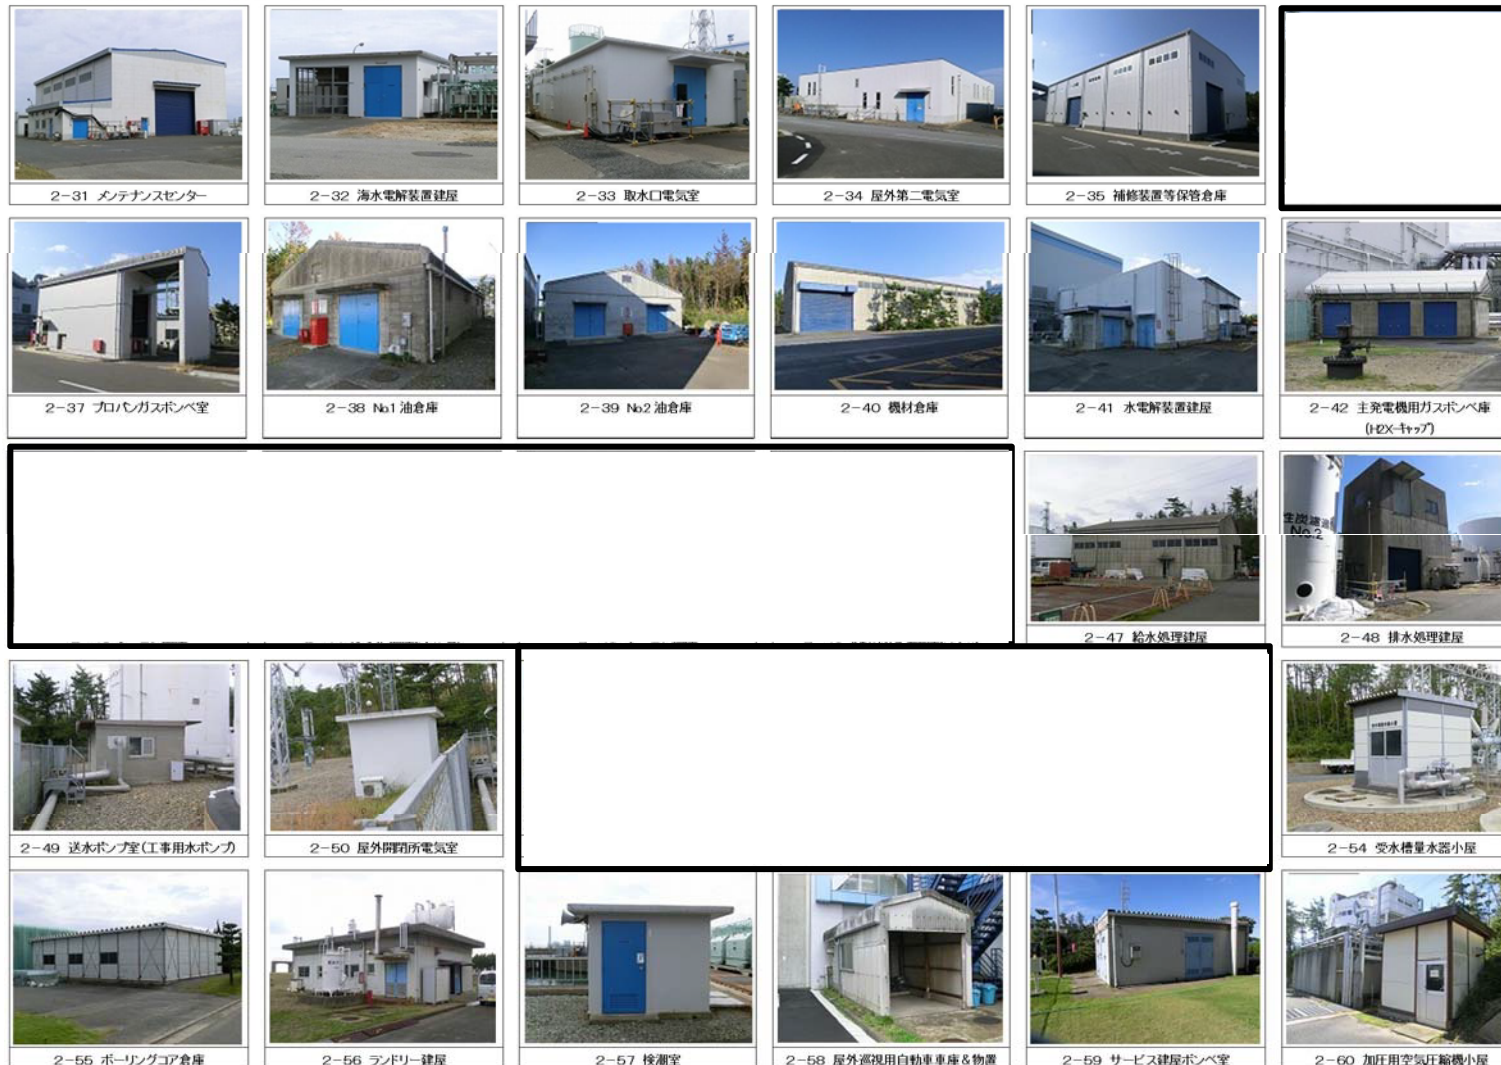 2-31 メンテナンスセンター
2-32 海水電解装置建屋
2-33 取水口電気室
2-34 屋外第二電気室
2-35 補修装置等保管倉庫
2-37 プロパンガスボンベ室
2-38 No.1 油倉庫
2-39 No.2 油倉庫
2-40 機材倉庫
2-41 水電解装置建屋
2-42 主発電機用ガスボンベ庫
(H2X-キャップ)
No.2
2-47 給水処理建屋
2-48 排水処理建屋
2-49 送水ポンプ室(工事用水ポンプ)
2-50 屋外開閉所電気室
2-54 受水槽量水器小屋
2-55 ボーリングコア倉庫
2-56 ランドリー建屋
2-57 検潮室
2-58 屋外巡視用自動車車庫&物置
2-59 サービス建屋ボンベ室
2-60 加圧用空気圧縮機小屋